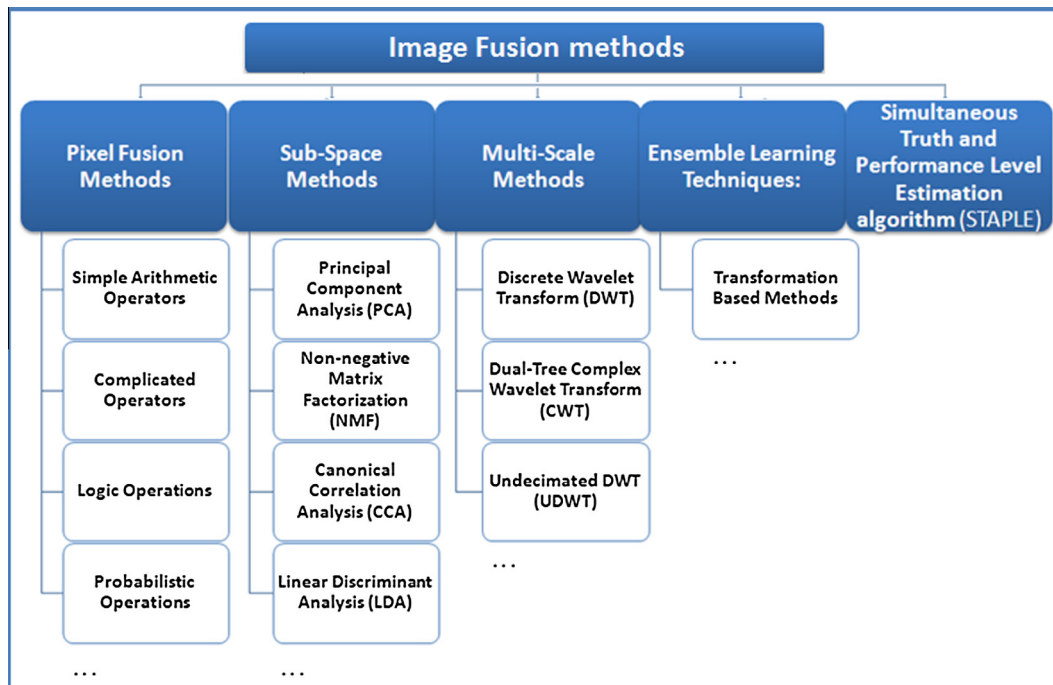 Image Fusion methods
Pixel Fusion
Methods
Sub-Space
Methods
Multi-Scale
Methods
Ensemble Learning
Techniques:
Simultaneous
Truth and
Performance Level
Estimation
algorithm (STAPLE)
Simple Arithmetic
Operators
Complicated
Operators
Logic Operations
Probabilistic
Operations
...
Principal
Component
Analysis (PCA)
Non-negative
Matrix
Factorization
(NMF)
Canonical
Correlation
Analysis (CCA)
Linear Discriminant
Analysis (LDA)
...
Discrete Wavelet
Transform (DWT)
Dual-Tree Complex
Wavelet Transform
(CWT)
Undecimated DWT
(UDWT)
...
Transformation
Based Methods
...